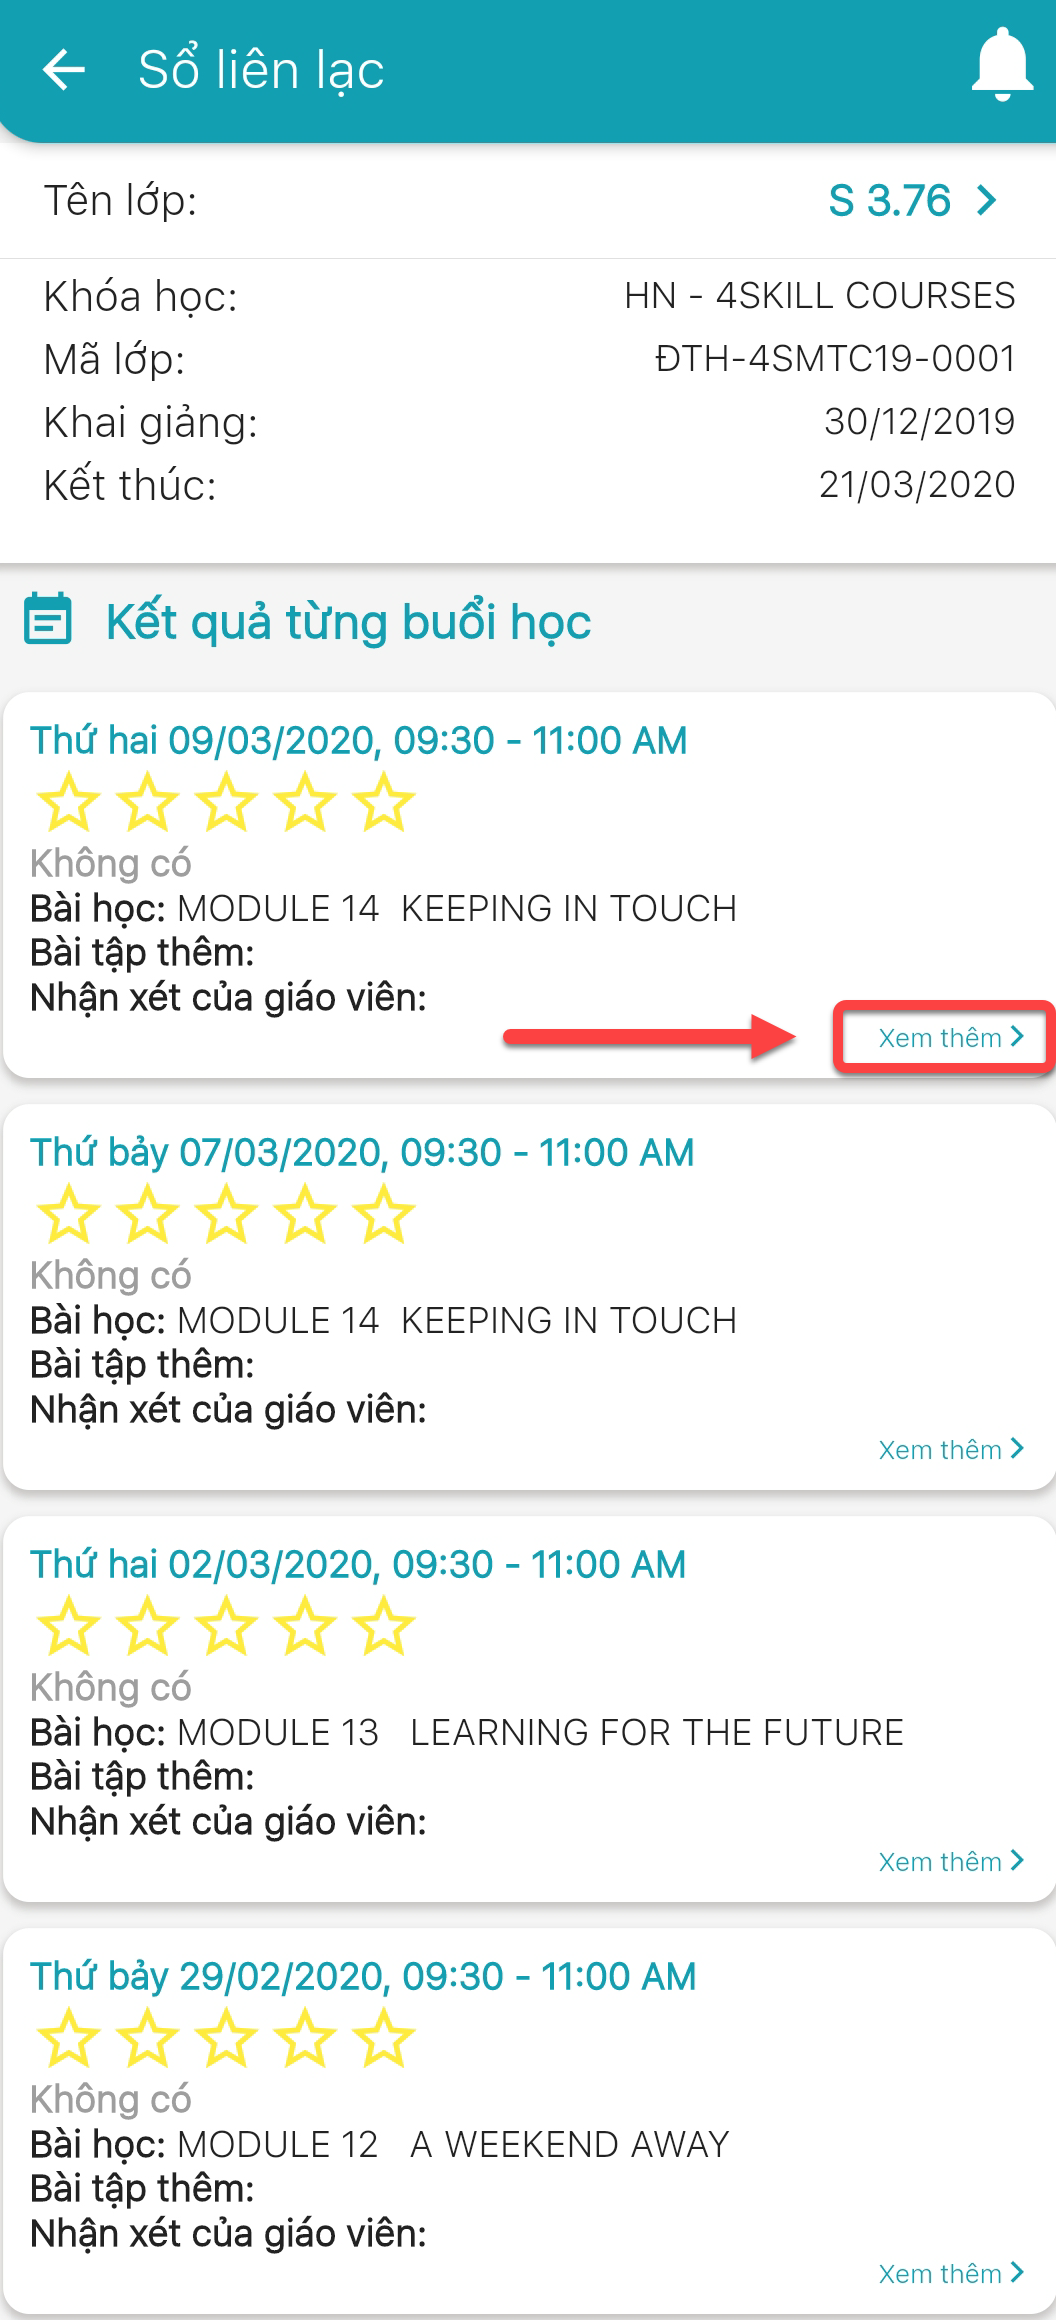 Sổ liên lạc
Tên lớp: S 3.76
Khóa học: HN - 4SKILL COURSES
Mã lớp: ĐTH-4SMTC19-0001
Khai giảng: 30/12/2019
Kết thúc: 21/03/2020
Kết quả từng buổi học
Thứ hai 09/03/2020, 09:30 - 11:00 AM
Không có
Bài học: MODULE 14 KEEPING IN TOUCH
Bài tập thêm:
Nhận xét của giáo viên:
Xem thêm
Thứ bảy 07/03/2020, 09:30 - 11:00 AM
Không có
Bài học: MODULE 14 KEEPING IN TOUCH
Bài tập thêm:
Nhận xét của giáo viên:
Xem thêm
Thứ hai 02/03/2020, 09:30 - 11:00 AM
Không có
Bài học: MODULE 13 LEARNING FOR THE FUTURE
Bài tập thêm:
Nhận xét của giáo viên:
Xem thêm
Thứ bảy 29/02/2020, 09:30 - 11:00 AM
Không có
Bài học: MODULE 12 A WEEKEND AWAY
Bài tập thêm:
Nhận xét của giáo viên:
Xem thêm